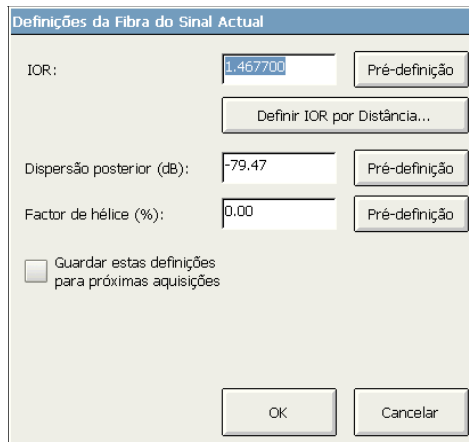 Definições da Fibra do Sinal Actual
IOR: 1.467700 Pré-definição
Definir IOR por Distância...
Dispersão posterior (dB): -79.47 Pré-definição
Factor de hélice (%): 0.00 Pré-definição
Guardar estas definições
para próximas aquisições
OK Cancelar